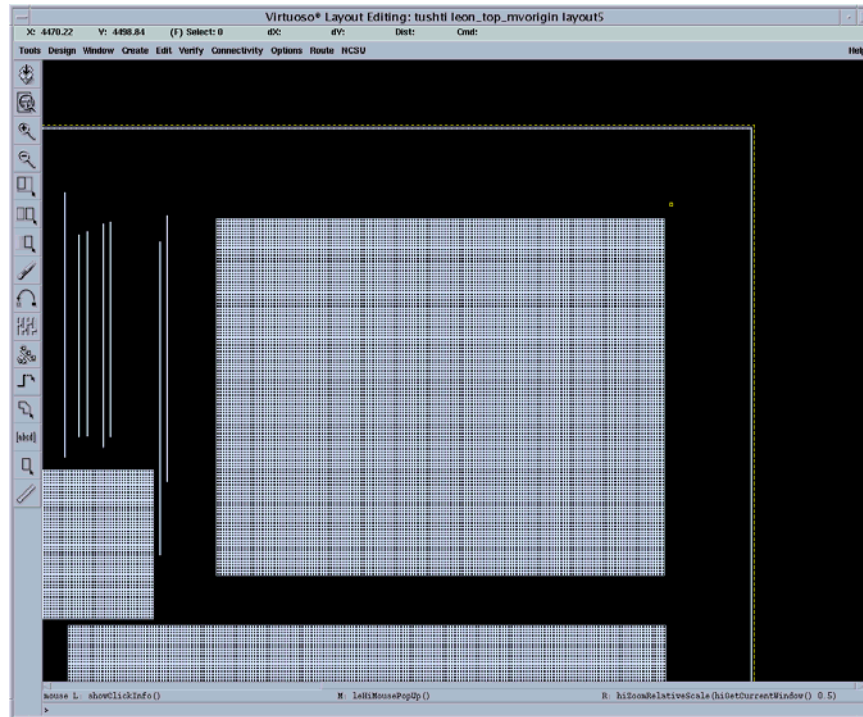 Virtuoso® Layout Editing: tushti leon_top_mvorigin layout5
X: 4470.22 Y: 4498.84 (F) Select: 0 dX: dY: Dist: Cmd:
Tools Design Window Create Edit Verify Connectivity Options Route NCSU Help
[abcd]
mouse L: showClickInfo() M: leHiMousePopUp() R: hiZoomRelativeScale(hiGetCurrentWindow() 0.5)
>